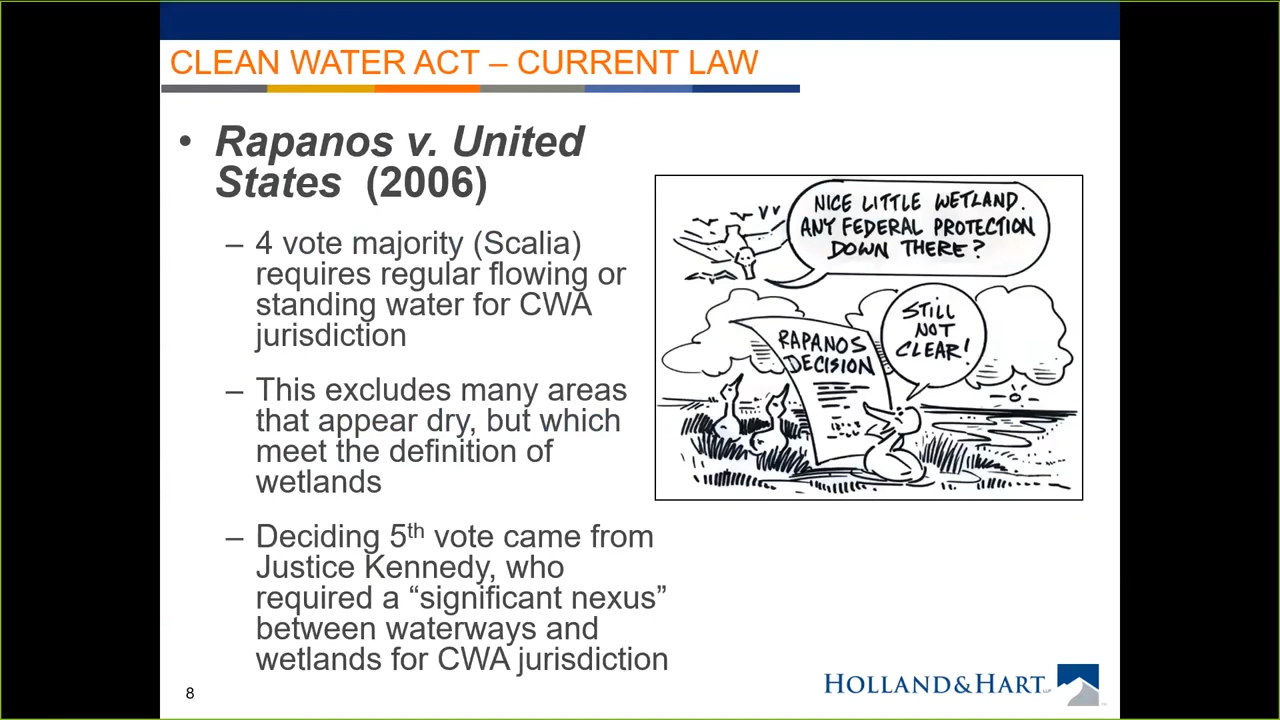 CLEAN WATER ACT – CURRENT LAW
• Rapanos v. United
States (2006)
– 4 vote majority (Scalia)
requires regular flowing or
standing water for CWA
jurisdiction
– This excludes many areas
that appear dry, but which
meet the definition of
wetlands
– Deciding 5th vote came from
Justice Kennedy, who
required a “significant nexus”
between waterways and
wetlands for CWA jurisdiction
NICE LITTLE WETLAND.
ANY FEDERAL PROTECTION
DOWN THERE?
STILL
NOT
CLEAR!
RAPANOS
DECISION
8
HOLLAND & HART LLP